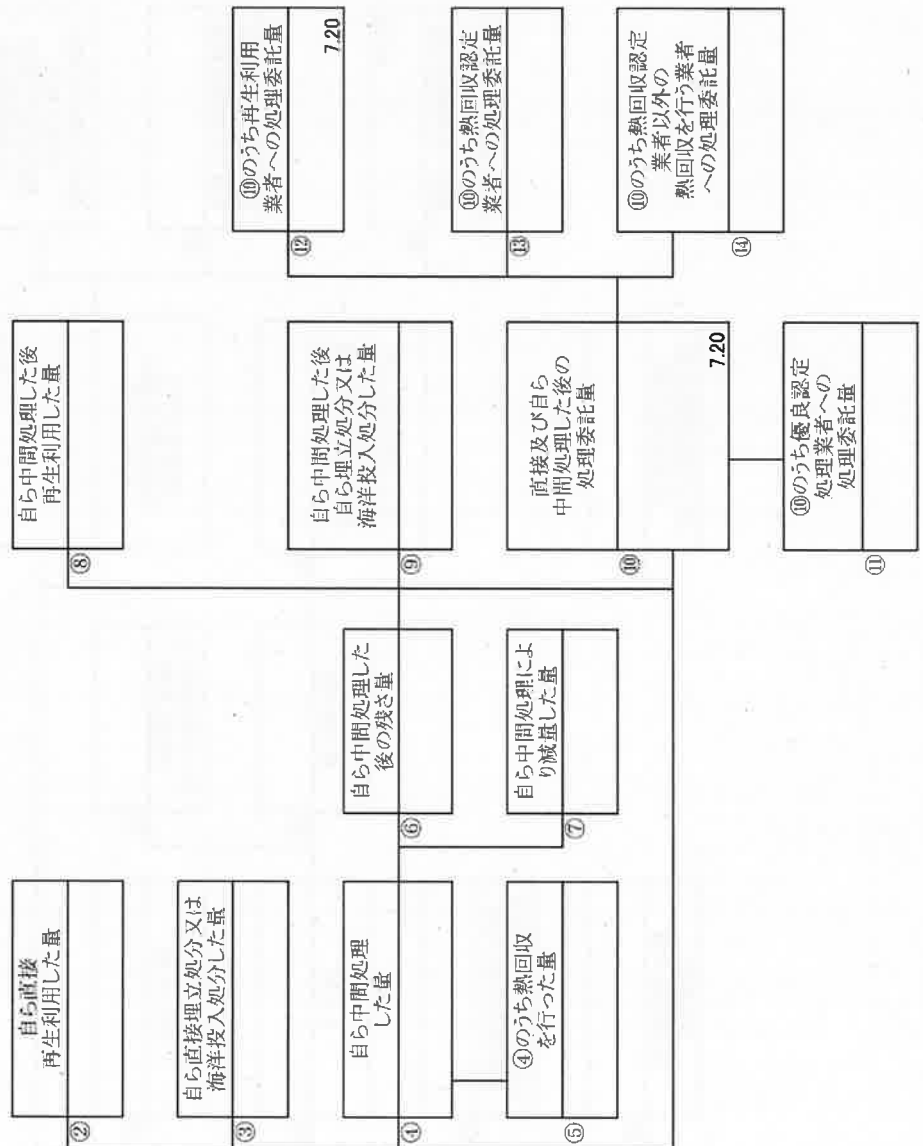 ②
自ら直接
再生利用した量
③
自ら直接埋立処分又は
海洋投入処分した量
④
自ら中間処理
した量
⑤
④のうち熱回収
を行った量
⑥
自ら中間処理した
後の残さ量
⑦
自ら中間処理によ
り減量した量
⑧
自ら中間処理した後
再生利用した量
⑨
自ら中間処理した後
自ら埋立処分又は
海洋投入処分した量
⑩
直接及び自ら
中間処理した後の
処理委託量
7.20
⑪
⑩のうち優良認定
処理業者への
処理委託量
⑫
⑩のうち再生利用
業者への処理委託量
7.20
⑬
⑩のうち熱回収認定
業者への処理委託量
⑭
⑩のうち熱回収認定
業者以外の
熱回収を行う業者
への処理委託量